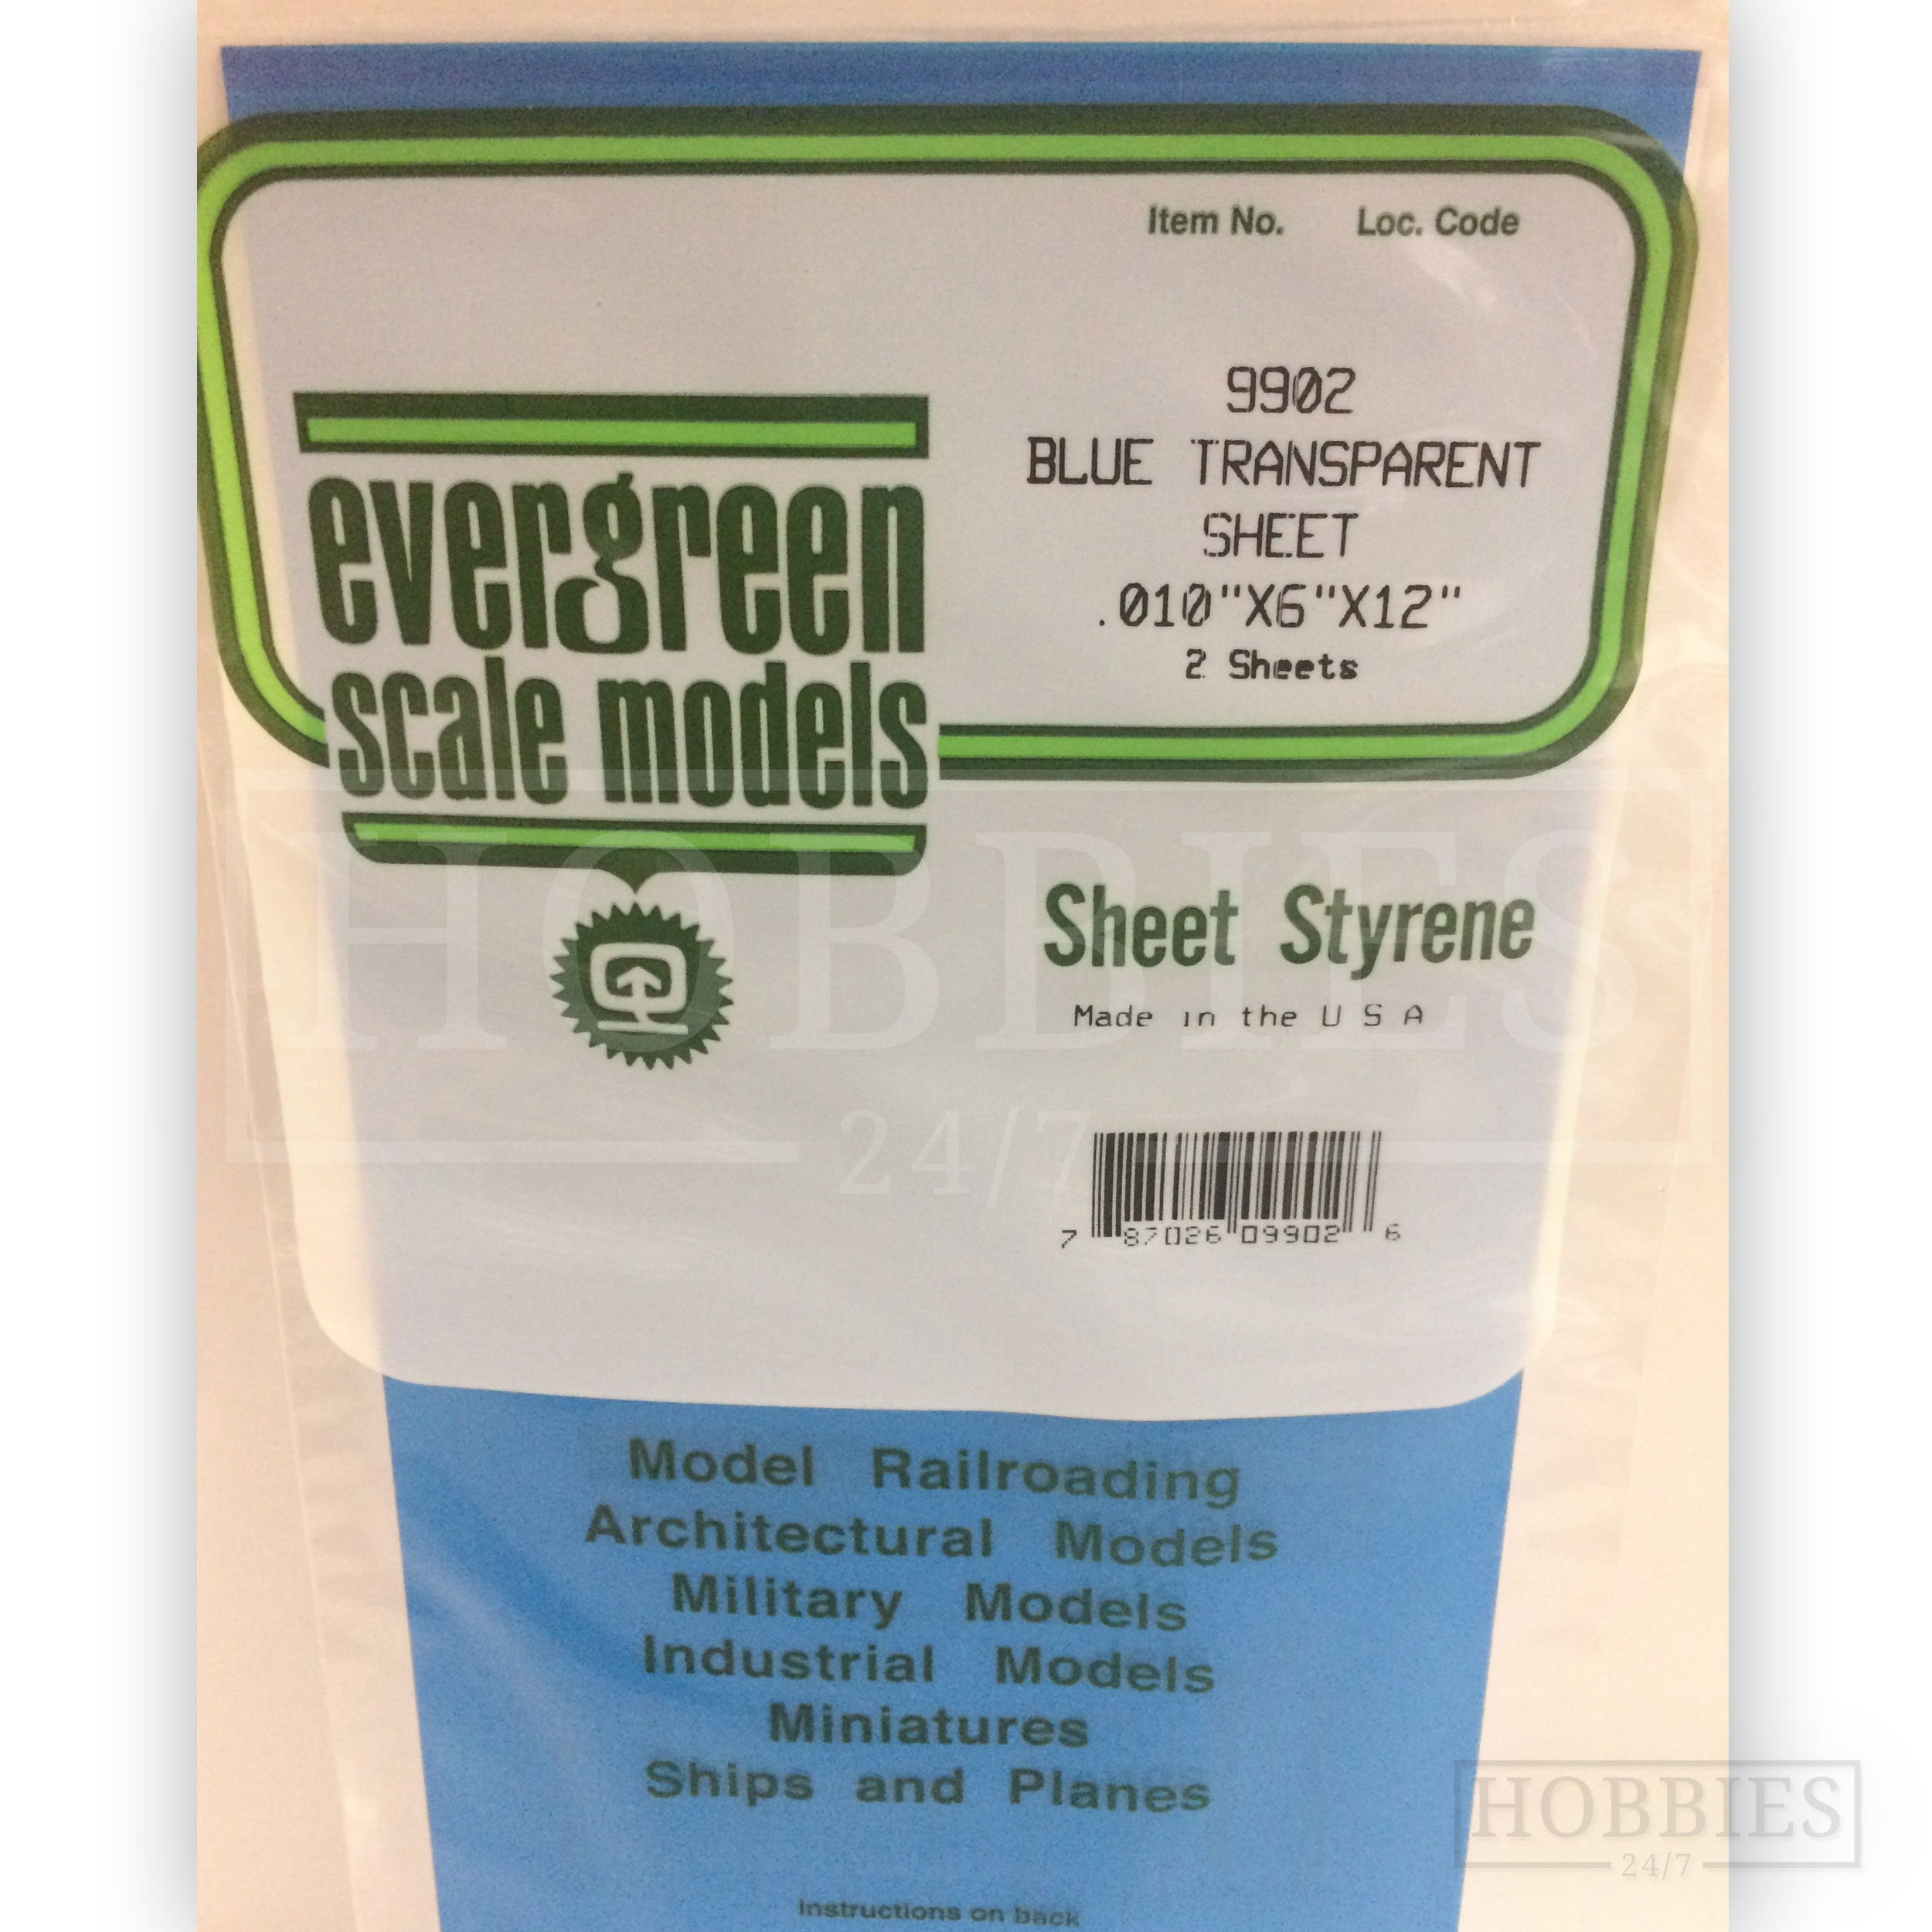 Item No. Loc. Code
9902
BLUE TRANSPARENT
SHEET
.010"X6"X12"
2 Sheets
evergreen
scale models
Sheet Styrene
Made in the U S A
HOBBIES
24/7
7 87026 09902 6
Model Railroading
Architectural Models
Military Models
Industrial Models
Miniatures
Ships and Planes
Instructions on back
HOBBIES
24/7